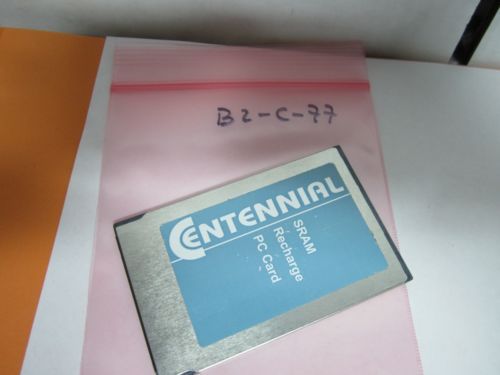 B2-C-77
CENTENNIAL
SRAM
Recharge
PC Card